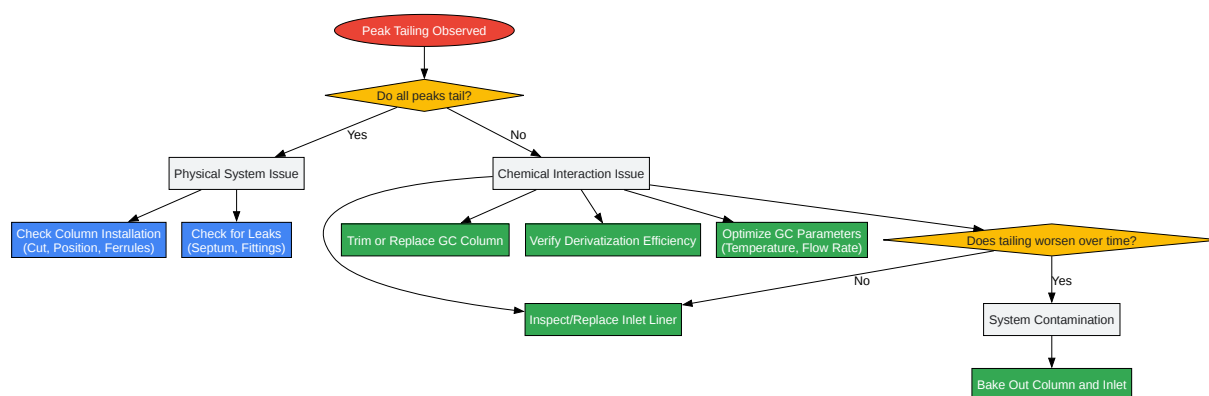 Peak Tailing Observed
Do all peaks tail?
Yes
No
Physical System Issue
Chemical Interaction Issue
Check Column Installation
(Cut, Position, Ferrules)
Check for Leaks
(Septum, Fittings)
Trim or Replace GC Column
Verify Derivatization Efficiency
Optimize GC Parameters
(Temperature, Flow Rate)
Does tailing worsen over time?
No
Yes
Inspect/Replace Inlet Liner
System Contamination
Bake Out Column and Inlet